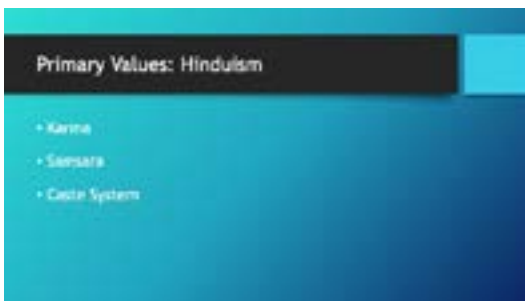 Primary Values: Hinduism
• Karma
• Samsara
• Caste System